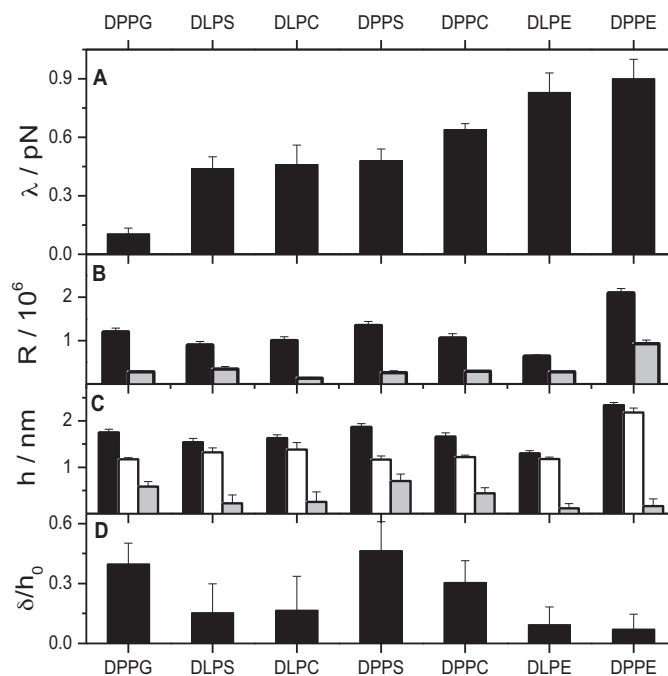 DPPG DLPS DLPC DPPS DPPC DLPE DPPE
A
0.9
0.6
0.3
0.0
λ / pN
B
2
1
R / 10⁶
C
2
1
h / nm
D
0.6
0.3
0.0
δ/h₀
DPPG DLPS DLPC DPPS DPPC DLPE DPPE